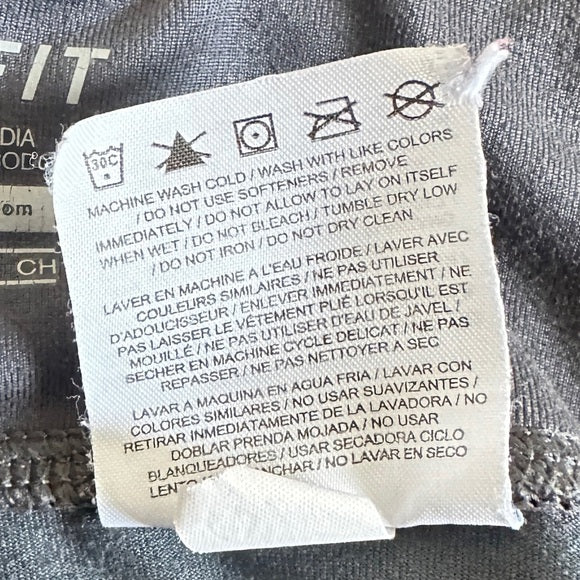 FIT
DIA
om
CH
30C
MACHINE WASH COLD / WASH WITH LIKE COLORS
/ DO NOT USE SOFTENERS / REMOVE
IMMEDIATELY / DO NOT ALLOW TO LAY ON ITSELF
WHEN WET / DO NOT BLEACH / TUMBLE DRY LOW
/ DO NOT IRON / DO NOT DRY CLEAN
LAVER EN MACHINE A L'EAU FROIDE / LAVER AVEC
COULEURS SIMILAIRES / NE PAS UTILISER
D'ADOUCISSEUR / ENLEVER IMMEDIATEMENT / NE
PAS LAISSER LE VÊTEMENT PLIÉ LORSQU'IL EST
MOUILLÉ / NE PAS UTILISER D'EAU DE JAVEL /
SECHER EN MACHINE CYCLE DELICAT / NE PAS
REPASSER / NE PAS NETTOYER A SEC
LAVAR A MAQUINA EN AGUA FRIA / LAVAR CON
COLORES SIMILARES / NO USAR SUAVIZANTES /
RETIRAR IMMEDIATAMENTE DE LA LAVADORA / NO
DOBLAR PRENDA MOJADA / NO USAR
BLANQUEADORES / USAR SECADORA CICLO
LENTO / PLANCHAR / NO LAVAR EN SECO